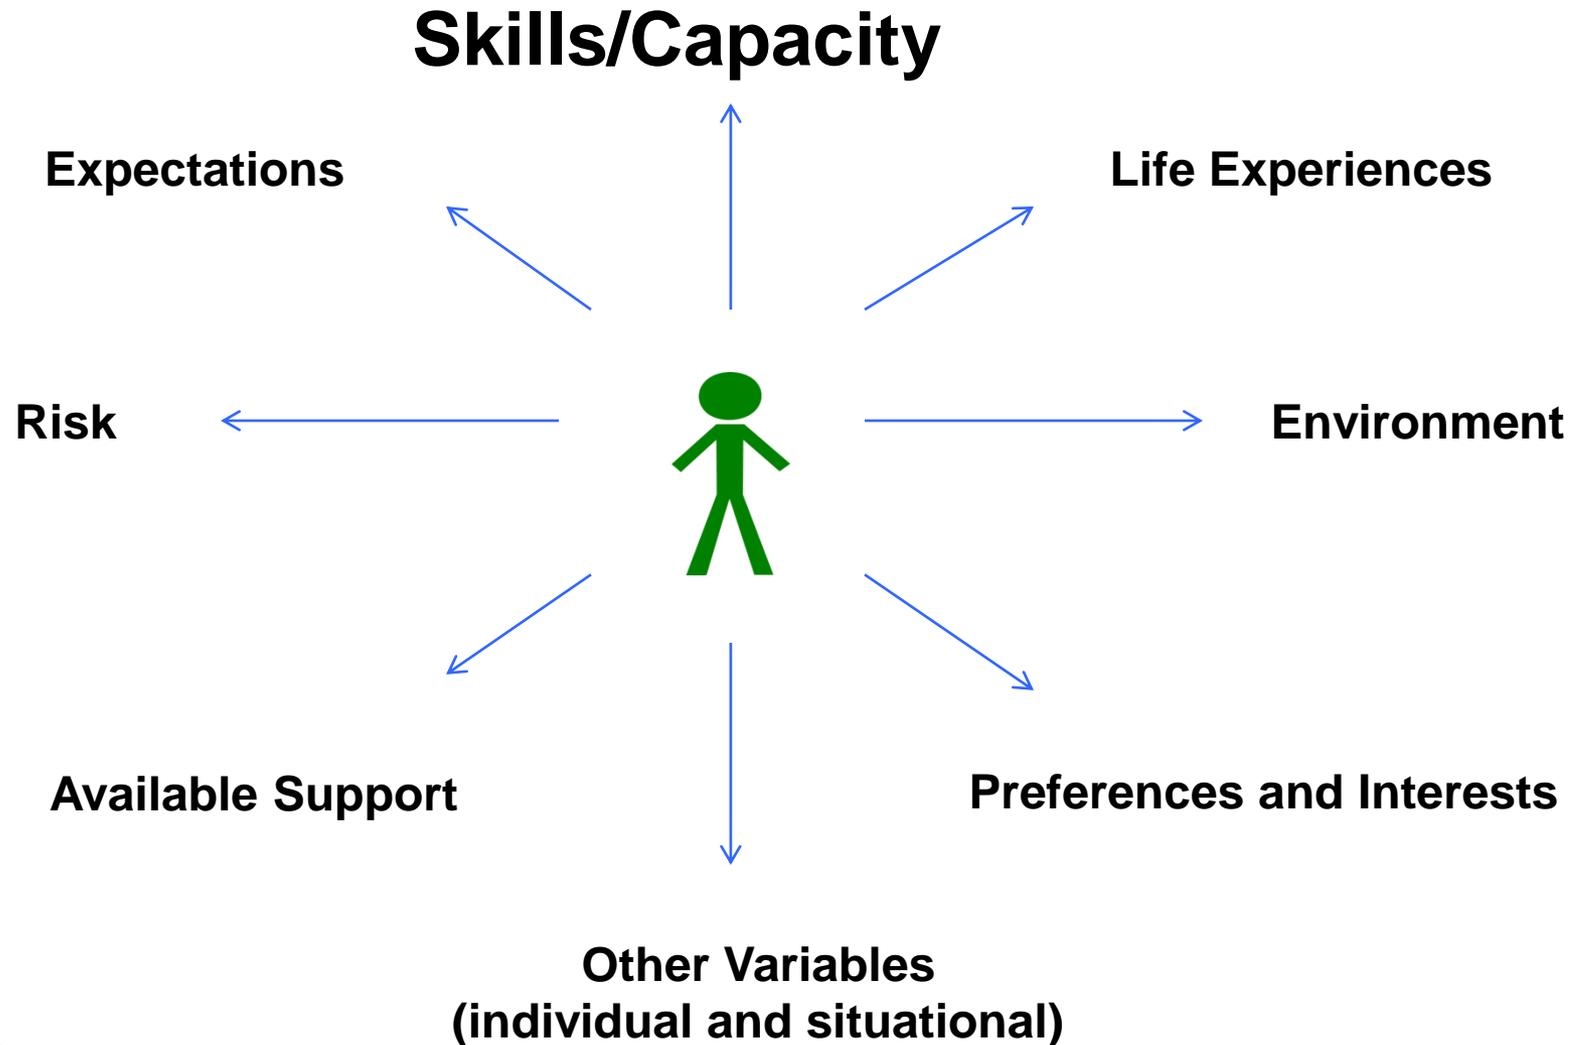 Skills/Capacity
Expectations
Life Experiences
Risk
Environment
Available Support
Preferences and Interests
Other Variables
(individual and situational)